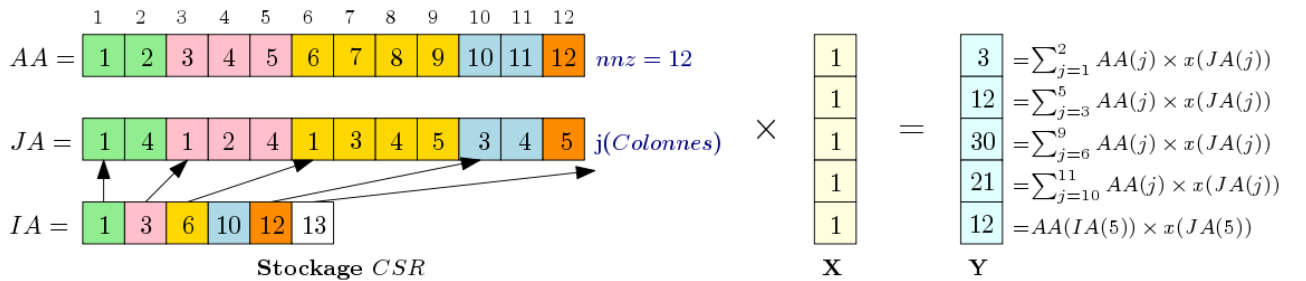 1 2 3 4 5 6 7 8 9 10 11 12
AA = 1 2 3 4 5 6 7 8 9 10 11 12 nnz = 12
JA = 1 4 1 2 4 1 3 4 5 3 4 5 j(Colonnes)
IA = 1 3 6 10 12 13
Stockage CSR
×
1
1
1
1
1
X
=
3 =∑_{j=1}^{2} AA(j) × x(JA(j))
12 =∑_{j=3}^{5} AA(j) × x(JA(j))
30 =∑_{j=6}^{9} AA(j) × x(JA(j))
21 =∑_{j=10}^{11} AA(j) × x(JA(j))
12 =AA(IA(5)) × x(JA(5))
Y